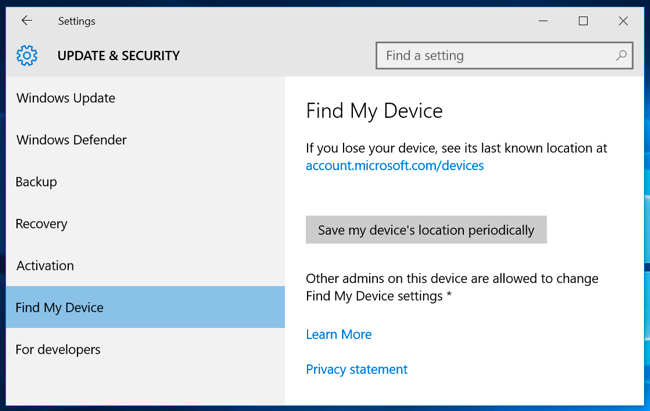 Settings
UPDATE & SECURITY
Find a setting
Windows Update
Windows Defender
Backup
Recovery
Activation
Find My Device
For developers
Find My Device
If you lose your device, see its last known location at
account.microsoft.com/devices
Save my device's location periodically
Other admins on this device are allowed to change
Find My Device settings *
Learn More
Privacy statement